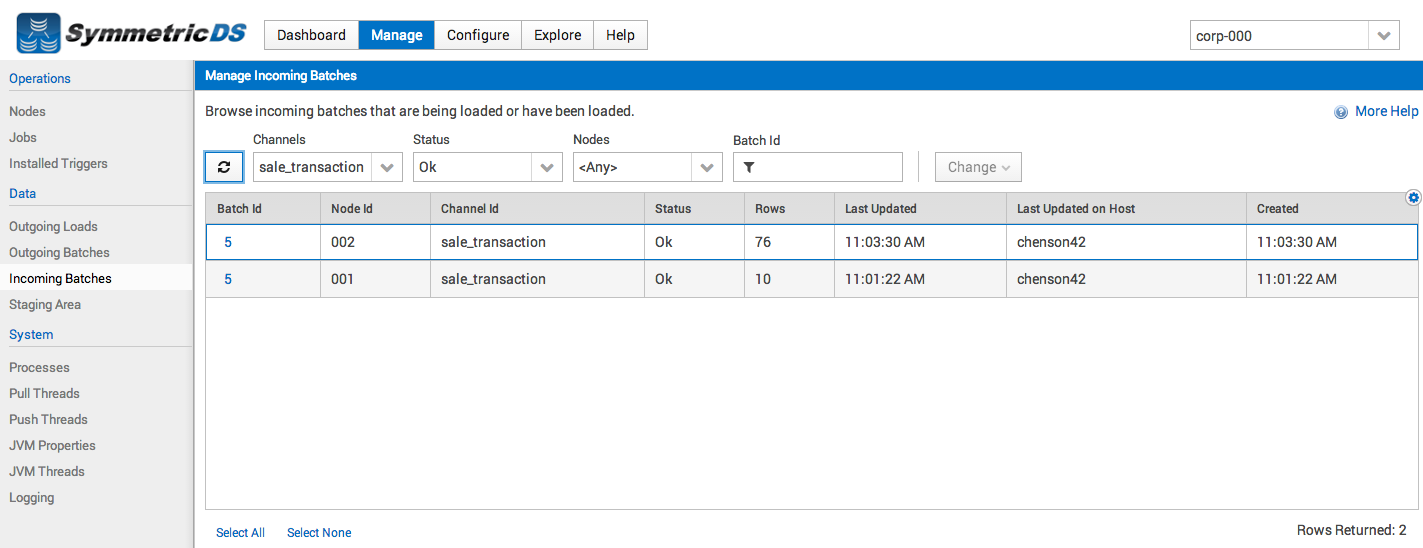 SymmetricDS
Dashboard Manage Configure Explore Help
corp-000
Operations
Nodes
Jobs
Installed Triggers
Data
Outgoing Loads
Outgoing Batches
Incoming Batches
Staging Area
System
Processes
Pull Threads
Push Threads
JVM Properties
JVM Threads
Logging
Manage Incoming Batches
Browse incoming batches that are being loaded or have been loaded.
More Help
Channels Status Nodes Batch Id
sale_transaction Ok <Any> Change
Batch Id Node Id Channel Id Status Rows Last Updated Last Updated on Host Created
5 002 sale_transaction Ok 76 11:03:30 AM chenson42 11:03:30 AM
5 001 sale_transaction Ok 10 11:01:22 AM chenson42 11:01:22 AM
Select All Select None
Rows Returned: 2